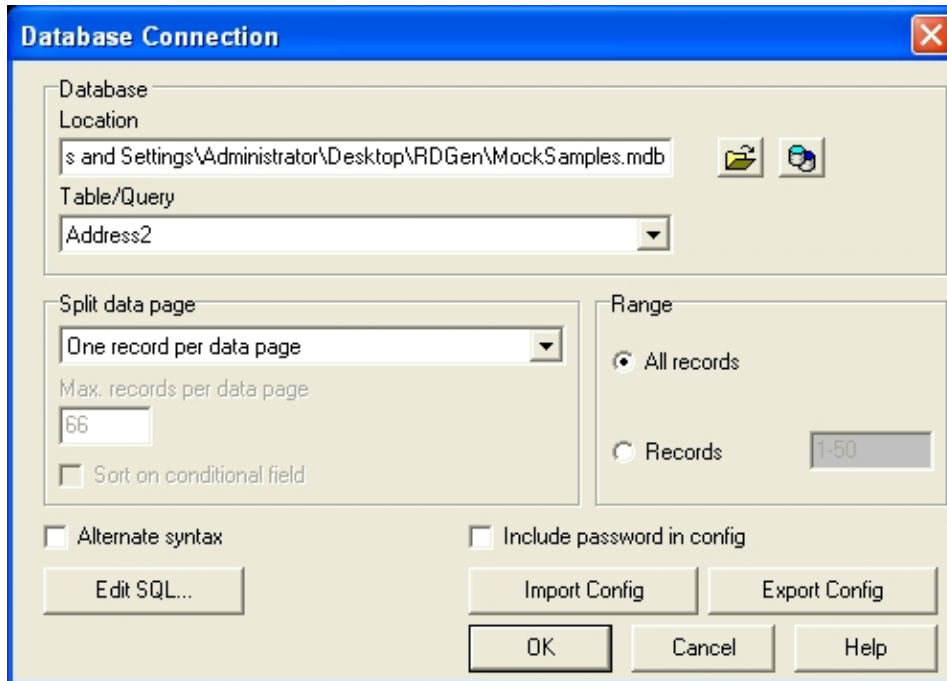 Database Connection
Database
Location
s and Settings\Administrator\Desktop\RDGen\MockSamples.mdb
Table/Query
Address2
Split data page
One record per data page
Max. records per data page
66
Sort on conditional field
Range
All records
Records
1-50
Alternate syntax
Include password in config
Edit SQL...
Import Config
Export Config
OK
Cancel
Help